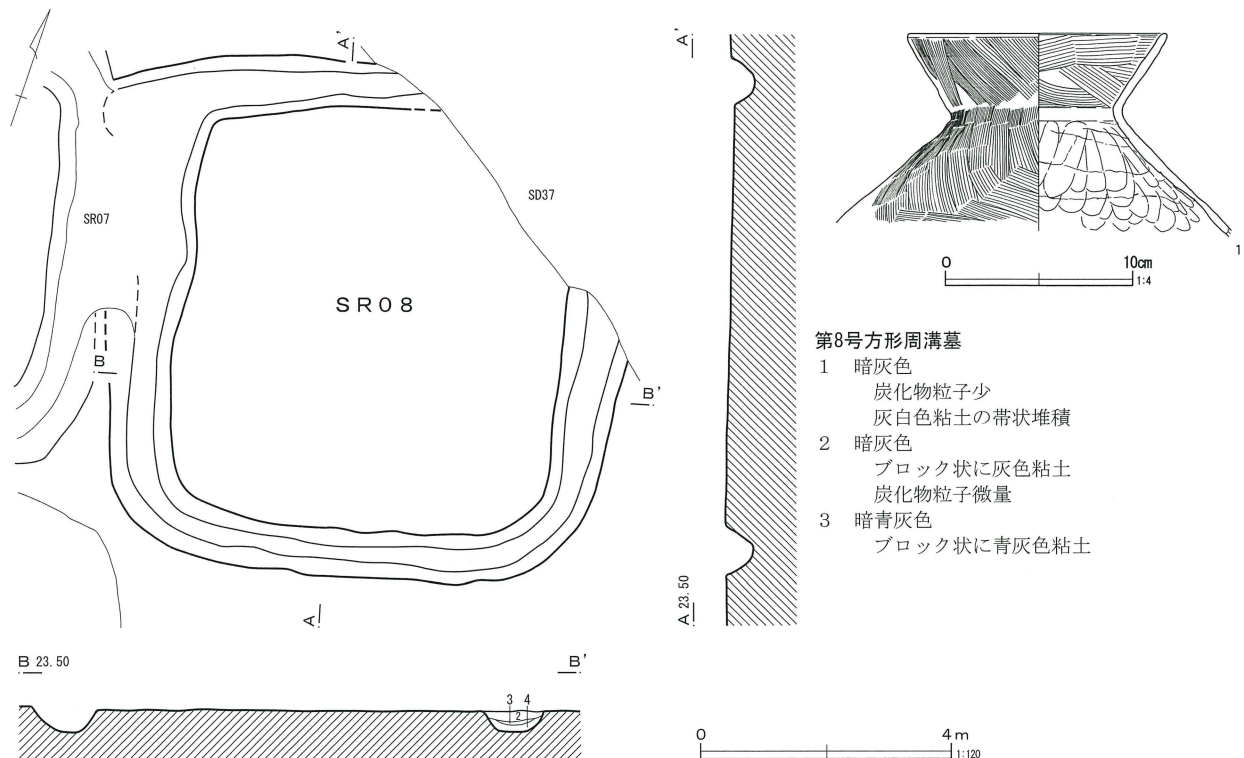 A'
SR07
SR08
SD37
B
B'
A
A'
A 23.50
B 23.50
B'
3 4
2
0 10cm
1:4
1
第8号方形周溝墓
1 暗灰色
炭化物粒子少
灰白色粘土の帯状堆積
2 暗灰色
ブロック状に灰色粘土
炭化物粒子微量
3 暗青灰色
ブロック状に青灰色粘土
0 4m
1:120